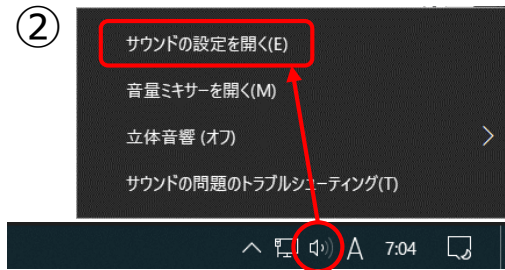 ②
サウンドの設定を開く(E)
音量ミキサーを開く(M)
立体音響 (オフ)
サウンドの問題のトラブルシューティング(T)
A 7:04